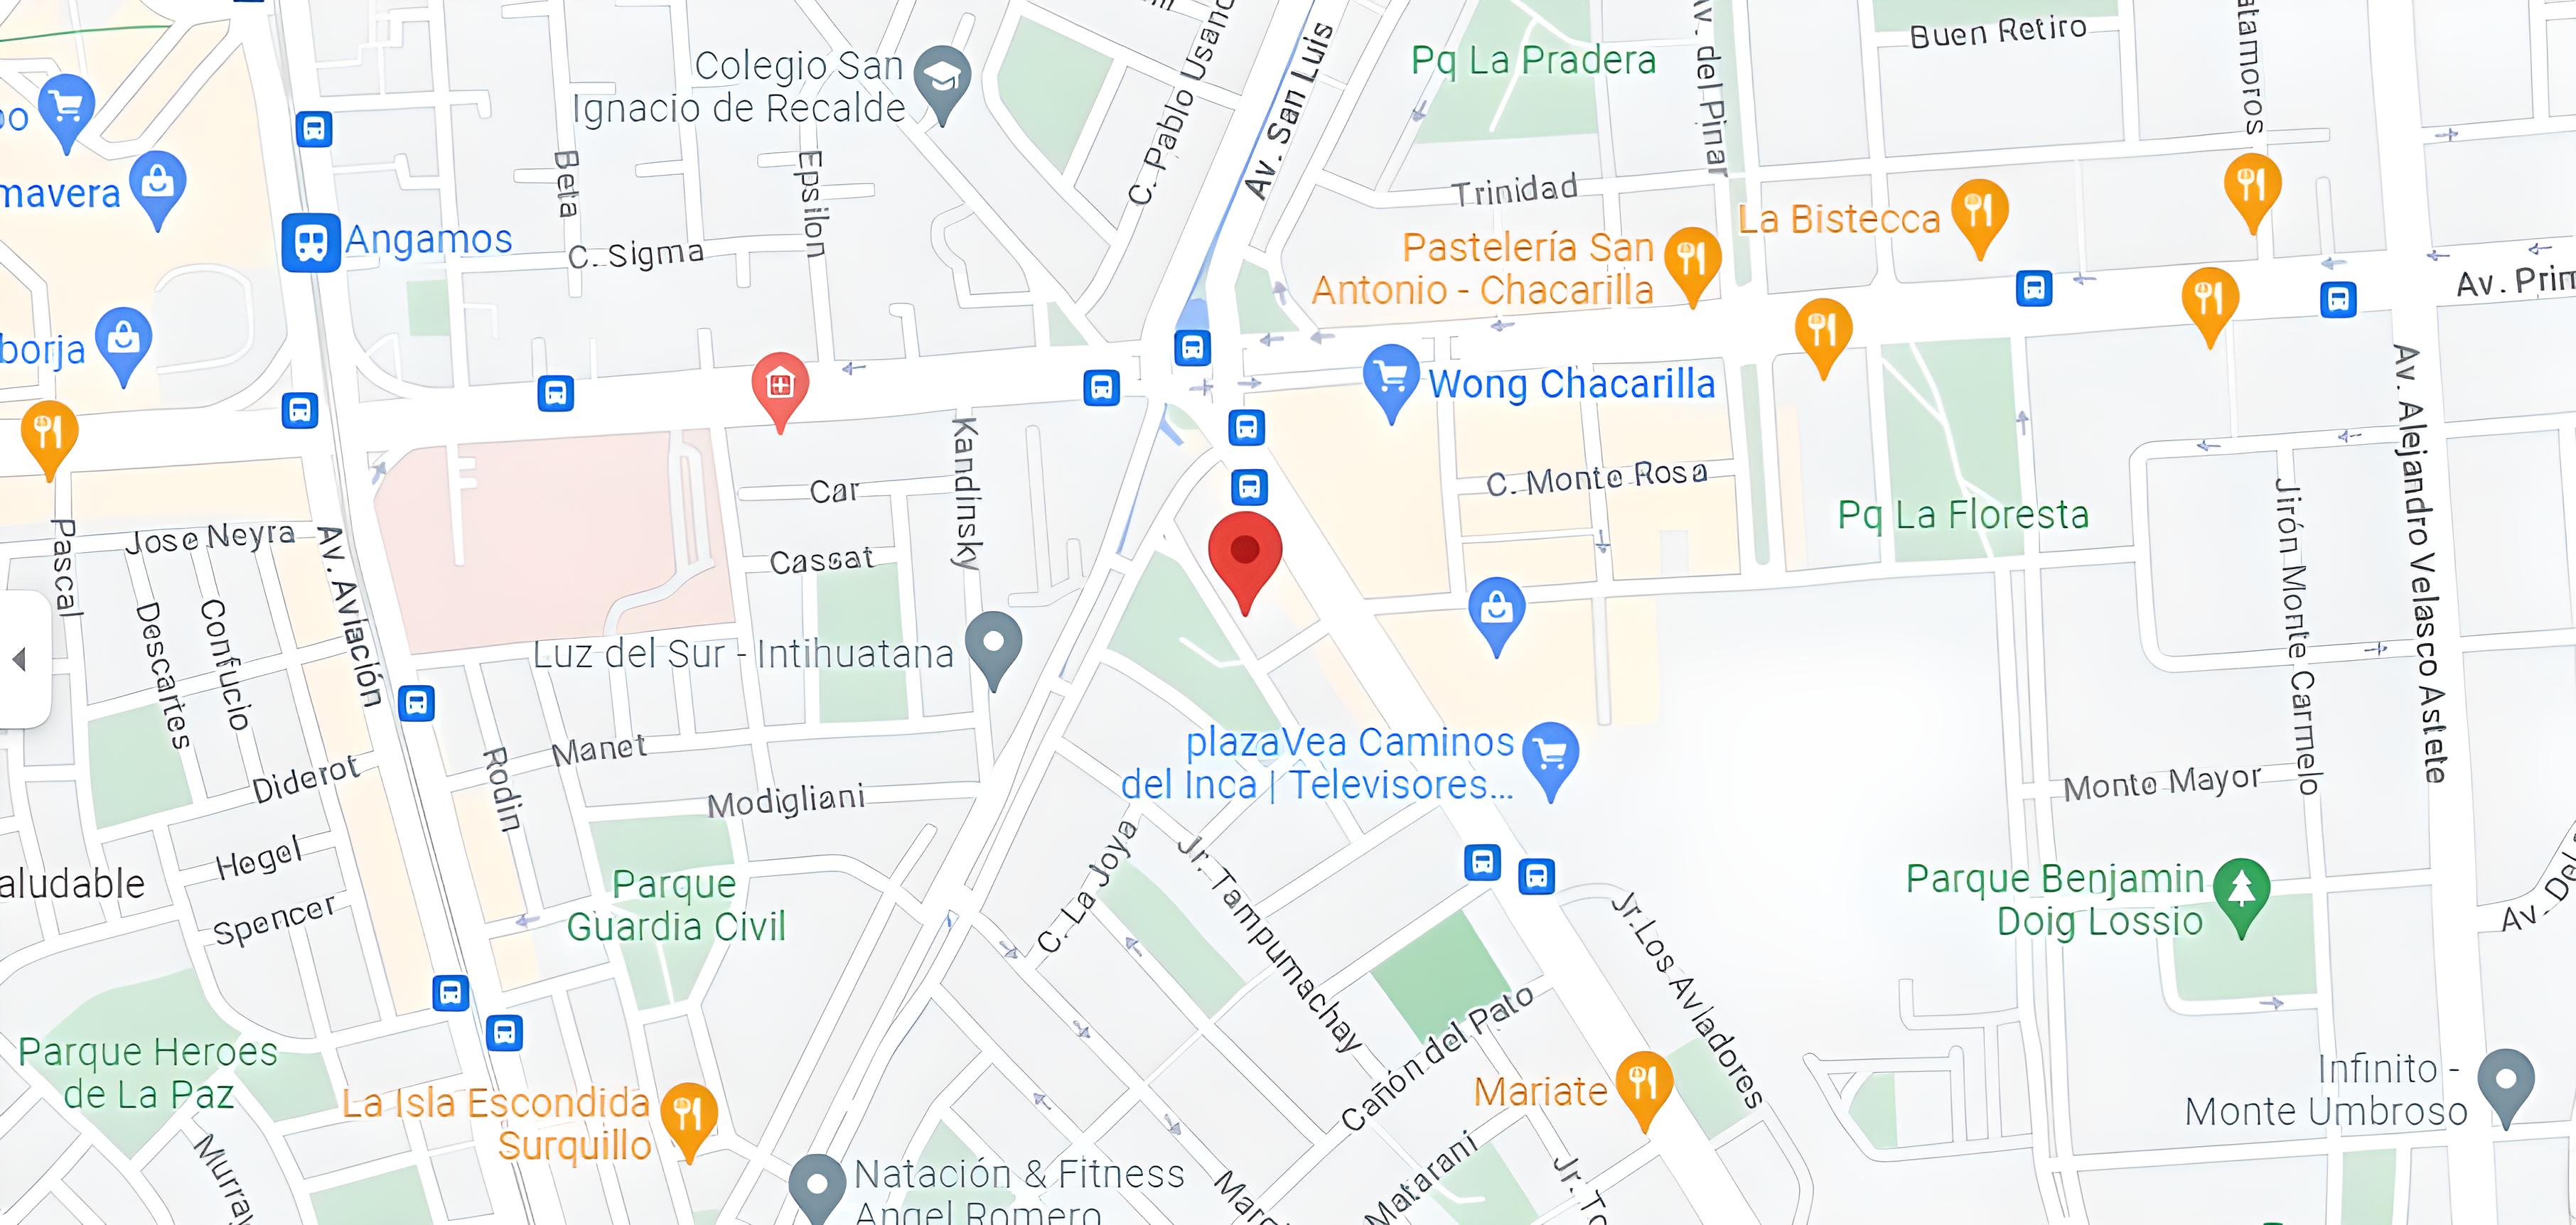 Colegio San
Ignacio de Recalde
C. Pablo Usand
Av. San Luis
Pq La Pradera
Av. del Pinar
Buen Retiro
atamoros
mavera
Beta
Epsilon
Trinidad
La Bistecca
Angamos
C. Sigma
Pastelería San
Antonio - Chacarilla
Av. Prim
borja
Wong Chacarilla
Av. Alejandro Velasco Astete
Kandinsky
Car
C. Monte Rosa
Pq La Floresta
Jirón Monte Carmelo
Pascal
Jose Neyra
Av. Aviación
Cassat
Descartes
Confucio
Luz del Sur - Intihuatana
Manet
Rodin
plazaVea Caminos
del Inca | Televisores...
Diderot
Modigliani
Monte Mayor
Hegel
aludable
Spencer
Parque
Guardia Civil
C. La Joya
Jr. Tampumachay
Jr. Los Aviadores
Parque Benjamin
Doig Lossio
Av. Del
Cañón del Pato
Parque Heroes
de La Paz
La Isla Escondida
Surquillo
Mariate
Infinito -
Monte Umbroso
Murray
Natación & Fitness
Angel Romero
Matarani
Jr. To